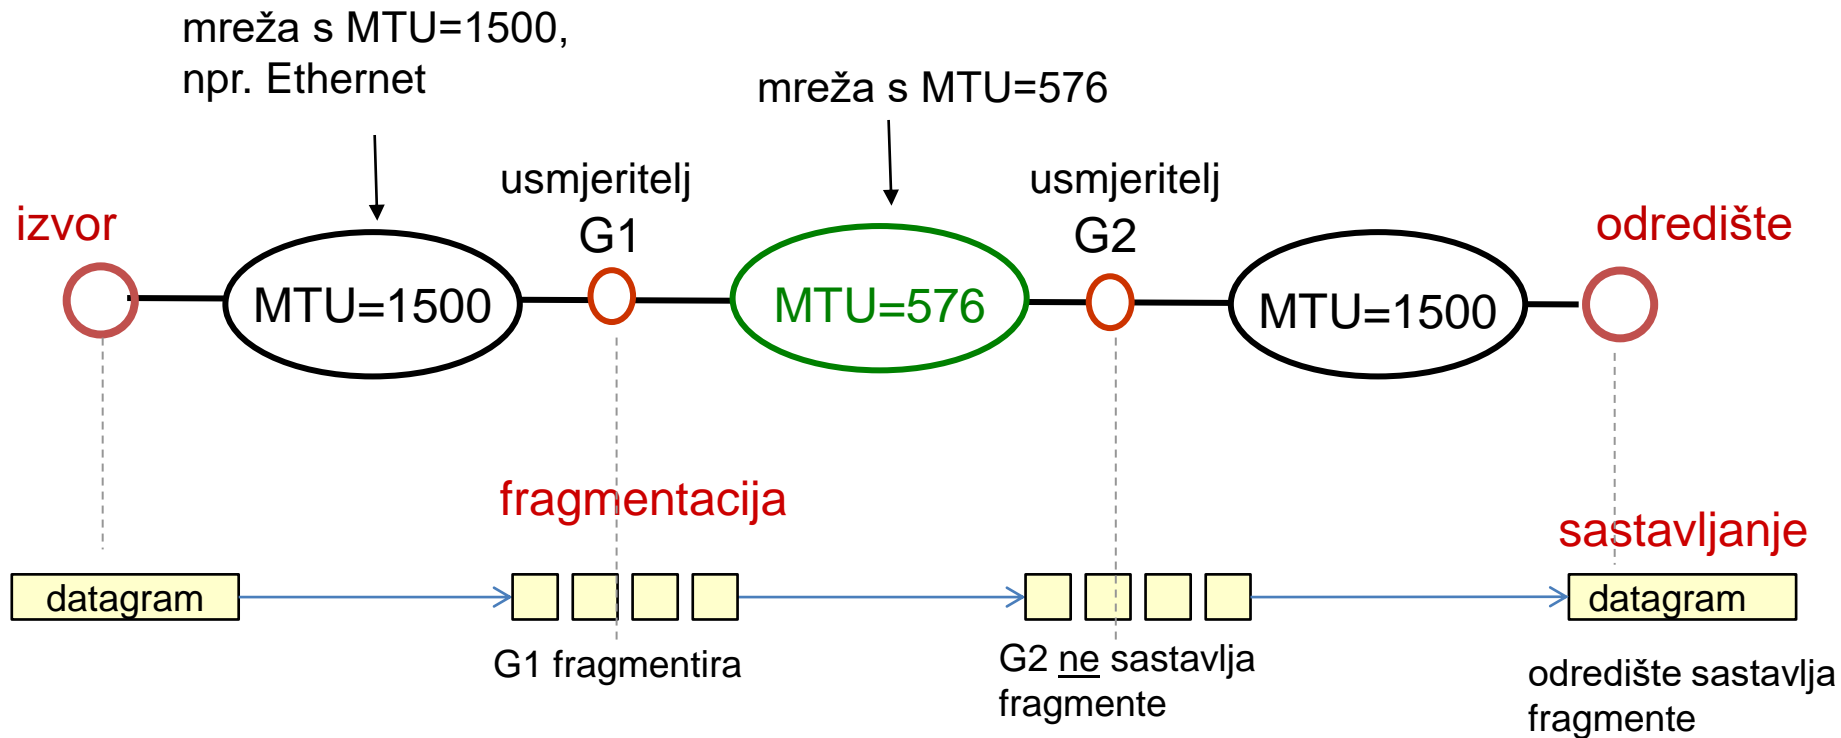 mreža s MTU=1500,
npr. Ethernet
mreža s MTU=576
usmjeritelj
G1
usmjeritelj
G2
izvor
odredište
MTU=1500
MTU=576
MTU=1500
fragmentacija
sastavljanje
datagram
datagram
G1 fragmentira
G2 ne sastavlja
fragmente
odredište sastavlja
fragmente